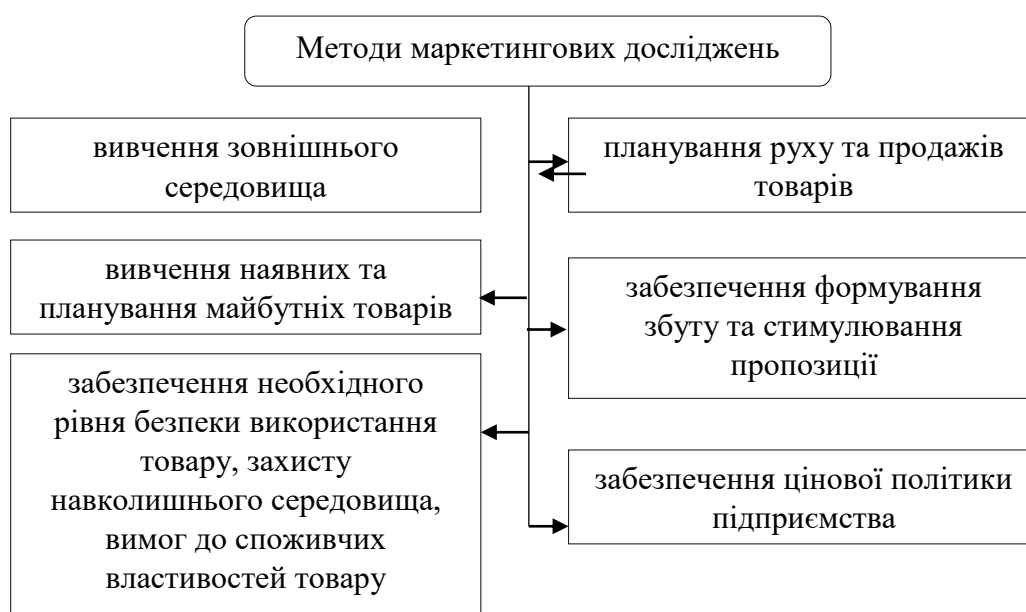 Методи маркетингових досліджень
вивчення зовнішнього
середовища
планування руху та продажів
товарів
вивчення наявних та
планування майбутніх товарів
забезпечення формування
збуту та стимулювання
пропозиції
забезпечення необхідного
рівня безпеки використання
товару, захисту
навколишнього середовища,
вимог до споживчих
властивостей товару
забезпечення цінової політики
підприємства